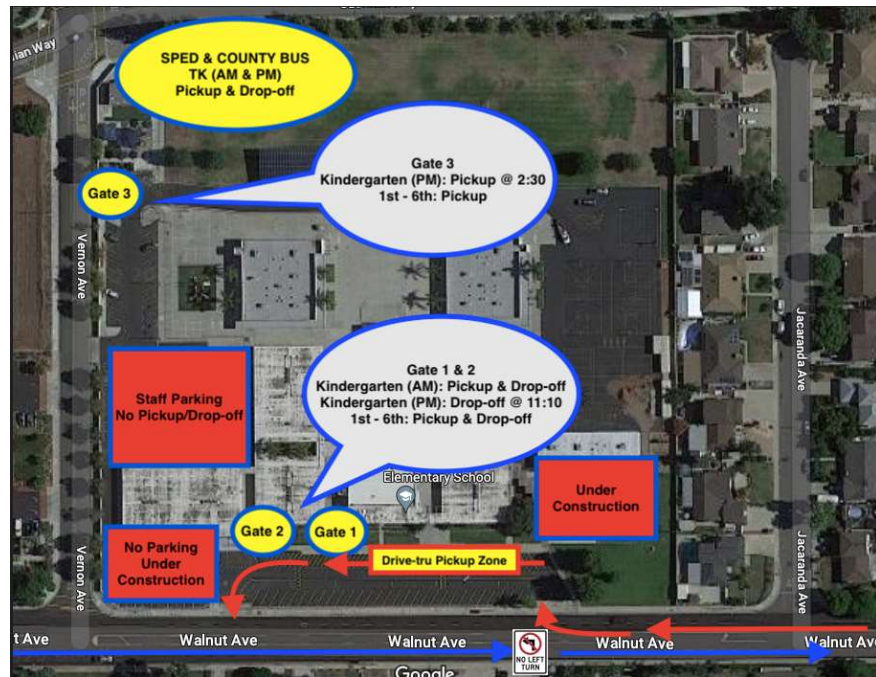 SPED & COUNTY BUS
TK (AM & PM)
Pickup & Drop-off
Gate 3
Kindergarten (PM): Pickup @ 2:30
1st - 6th: Pickup
Gate 3
Vernon Ave
Jacaranda Ave
Staff Parking
No Pickup/Drop-off
Gate 1 & 2
Kindergarten (AM): Pickup & Drop-off
Kindergarten (PM): Drop-off @ 11:10
1st - 6th: Pickup & Drop-off
Elementary School
Under
Construction
Gate 2
Gate 1
No Parking
Under
Construction
Drive-tru Pickup Zone
Vernon Ave
Jacaranda Ave
t Ave
Walnut Ave
Walnut Ave
Walnut Ave
Walnut Av
NO LEFT
TURN
Google